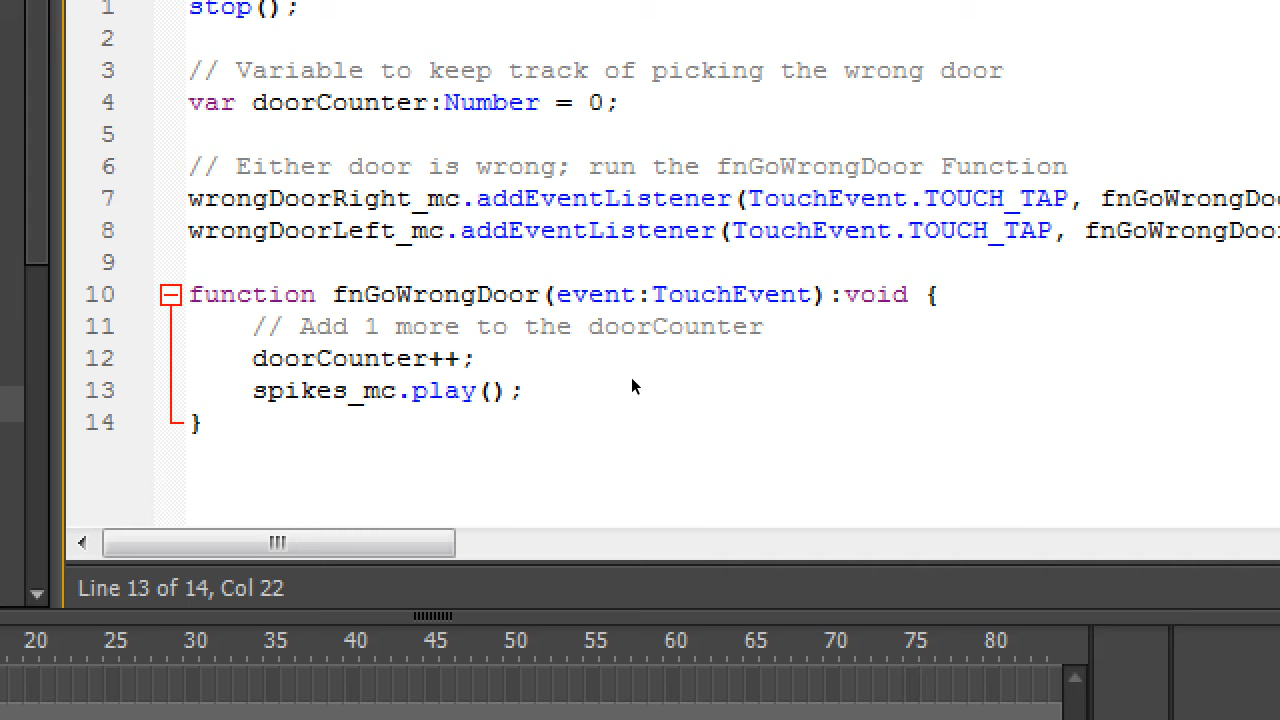 1 stop();
2
3 // Variable to keep track of picking the wrong door
4 var doorCounter:Number = 0;
5
6 // Either door is wrong; run the fnGoWrongDoor Function
7 wrongDoorRight_mc.addEventListener(TouchEvent.TOUCH_TAP, fnGoWrongDo
8 wrongDoorLeft_mc.addEventListener(TouchEvent.TOUCH_TAP, fnGoWrongDoo
9
10 function fnGoWrongDoor(event:TouchEvent):void {
11 // Add 1 more to the doorCounter
12 doorCounter++;
13 spikes_mc.play();
14 }
Line 13 of 14, Col 22
20 25 30 35 40 45 50 55 60 65 70 75 80